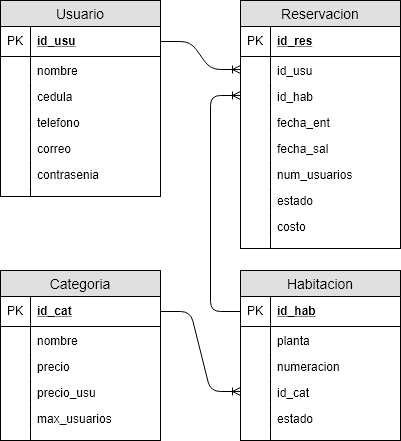 Usuario
PK id_usu
nombre
cedula
telefono
correo
contrasenia
Reservacion
PK id_res
id_usu
id_hab
fecha_ent
fecha_sal
num_usuarios
estado
costo
Categoria
PK id_cat
nombre
precio
precio_usu
max_usuarios
Habitacion
PK id_hab
planta
numeracion
id_cat
estado